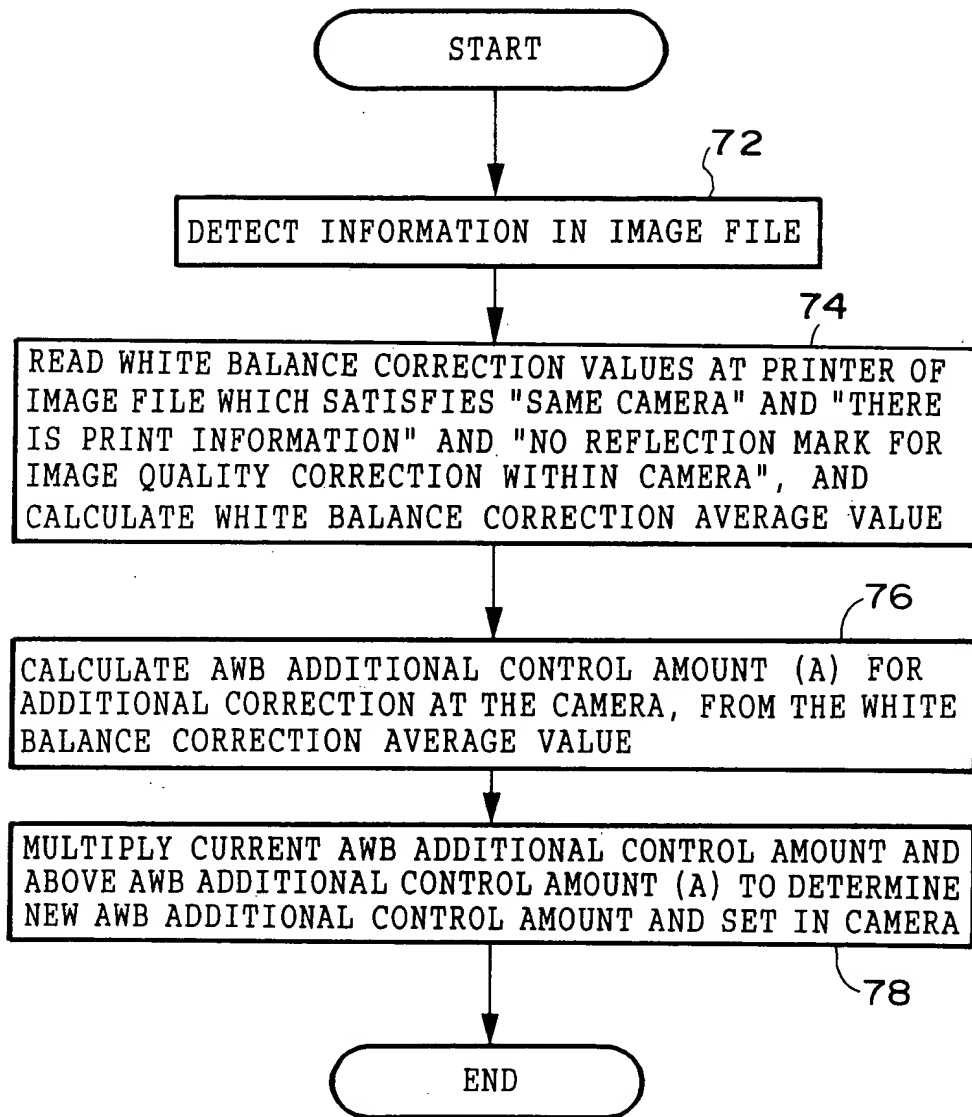 START
72
DETECT INFORMATION IN IMAGE FILE
74
READ WHITE BALANCE CORRECTION VALUES AT PRINTER OF
IMAGE FILE WHICH SATISFIES "SAME CAMERA" AND "THERE
IS PRINT INFORMATION" AND "NO REFLECTION MARK FOR
IMAGE QUALITY CORRECTION WITHIN CAMERA", AND
CALCULATE WHITE BALANCE CORRECTION AVERAGE VALUE
76
CALCULATE AWB ADDITIONAL CONTROL AMOUNT (A) FOR
ADDITIONAL CORRECTION AT THE CAMERA, FROM THE WHITE
BALANCE CORRECTION AVERAGE VALUE
MULTIPLY CURRENT AWB ADDITIONAL CONTROL AMOUNT AND
ABOVE AWB ADDITIONAL CONTROL AMOUNT (A) TO DETERMINE
NEW AWB ADDITIONAL CONTROL AMOUNT AND SET IN CAMERA
78
END